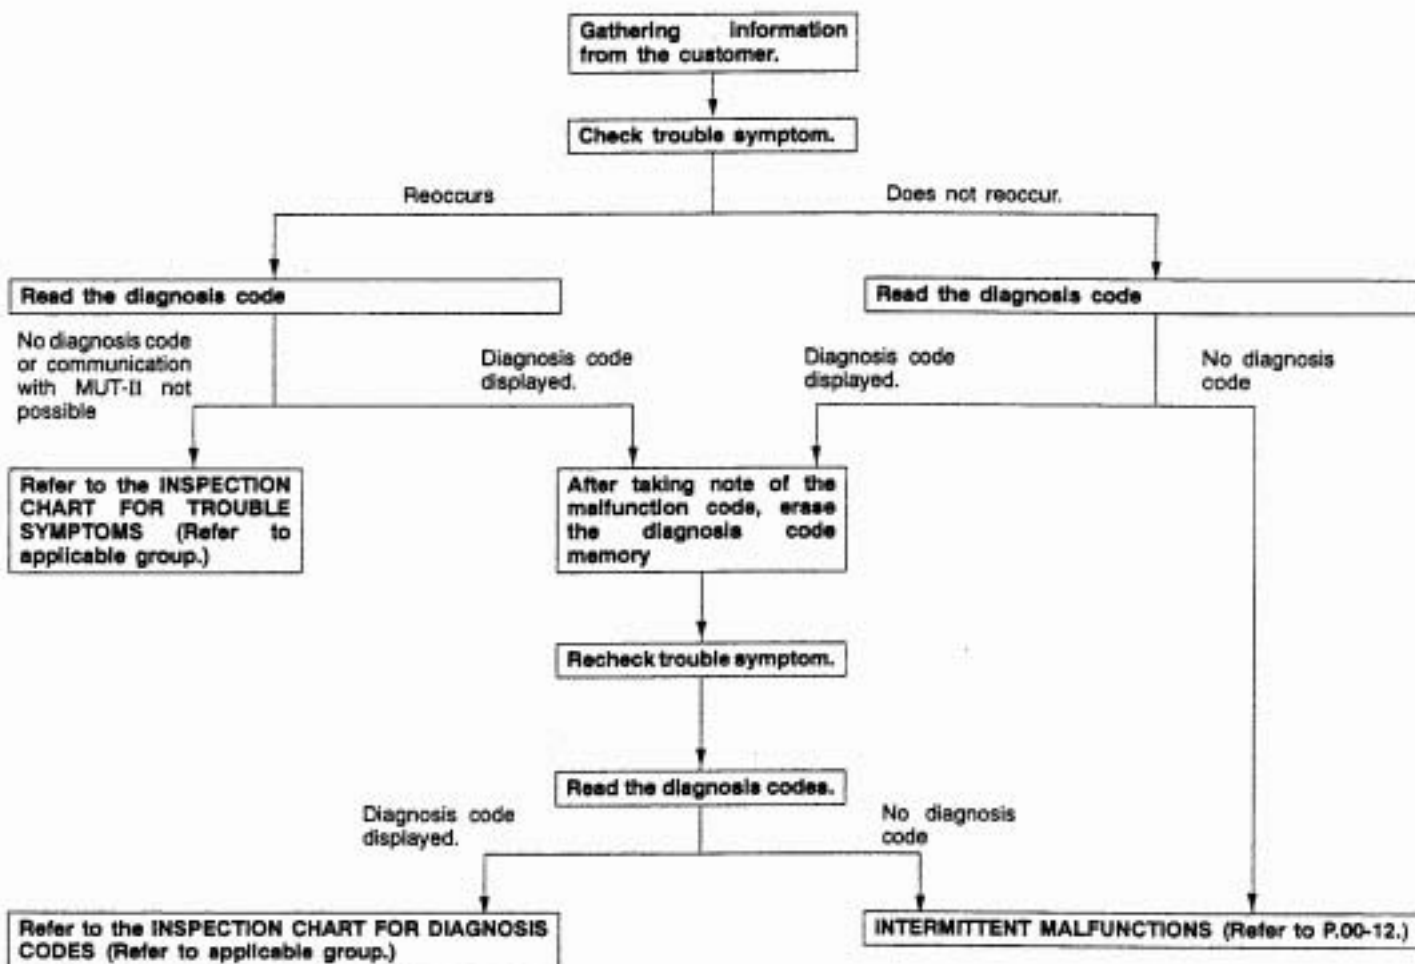 Gathering information
from the customer.
Check trouble symptom.
Reoccurs
Does not reoccur.
Read the diagnosis code
Read the diagnosis code
No diagnosis code
or communication
with MUT-II not
possible
Diagnosis code
displayed.
Diagnosis code
displayed.
No diagnosis
code
Refer to the INSPECTION
CHART FOR TROUBLE
SYMPTOMS (Refer to
applicable group.)
After taking note of the
malfunction code, erase
the diagnosis code
memory
Recheck trouble symptom.
Read the diagnosis codes.
Diagnosis code
displayed.
No diagnosis
code
Refer to the INSPECTION CHART FOR DIAGNOSIS
CODES (Refer to applicable group.)
INTERMITTENT MALFUNCTIONS (Refer to P.00-12.)